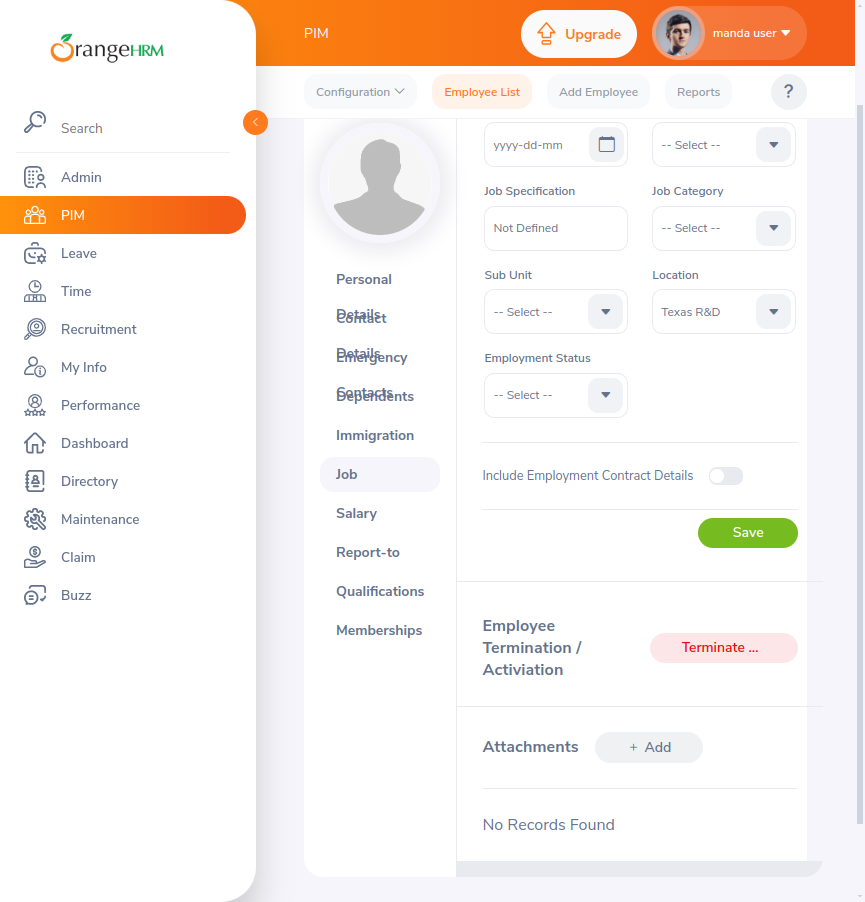 OrangeHRM
Search
Admin
PIM
Leave
Time
Recruitment
My Info
Performance
Dashboard
Directory
Maintenance
Claim
Buzz
PIM
Upgrade
manda user
Configuration
Employee List
Add Employee
Reports
?
Personal
Details
Contact
Details
Emergency
Contacts
Dependents
Immigration
Job
Salary
Report-to
Qualifications
Memberships
yyyy-dd-mm
-- Select --
Job Specification
Job Category
Not Defined
-- Select --
Sub Unit
Location
-- Select --
Texas R&D
Employment Status
-- Select --
Include Employment Contract Details
Save
Employee
Termination /
Activiation
Terminate ...
Attachments
+ Add
No Records Found